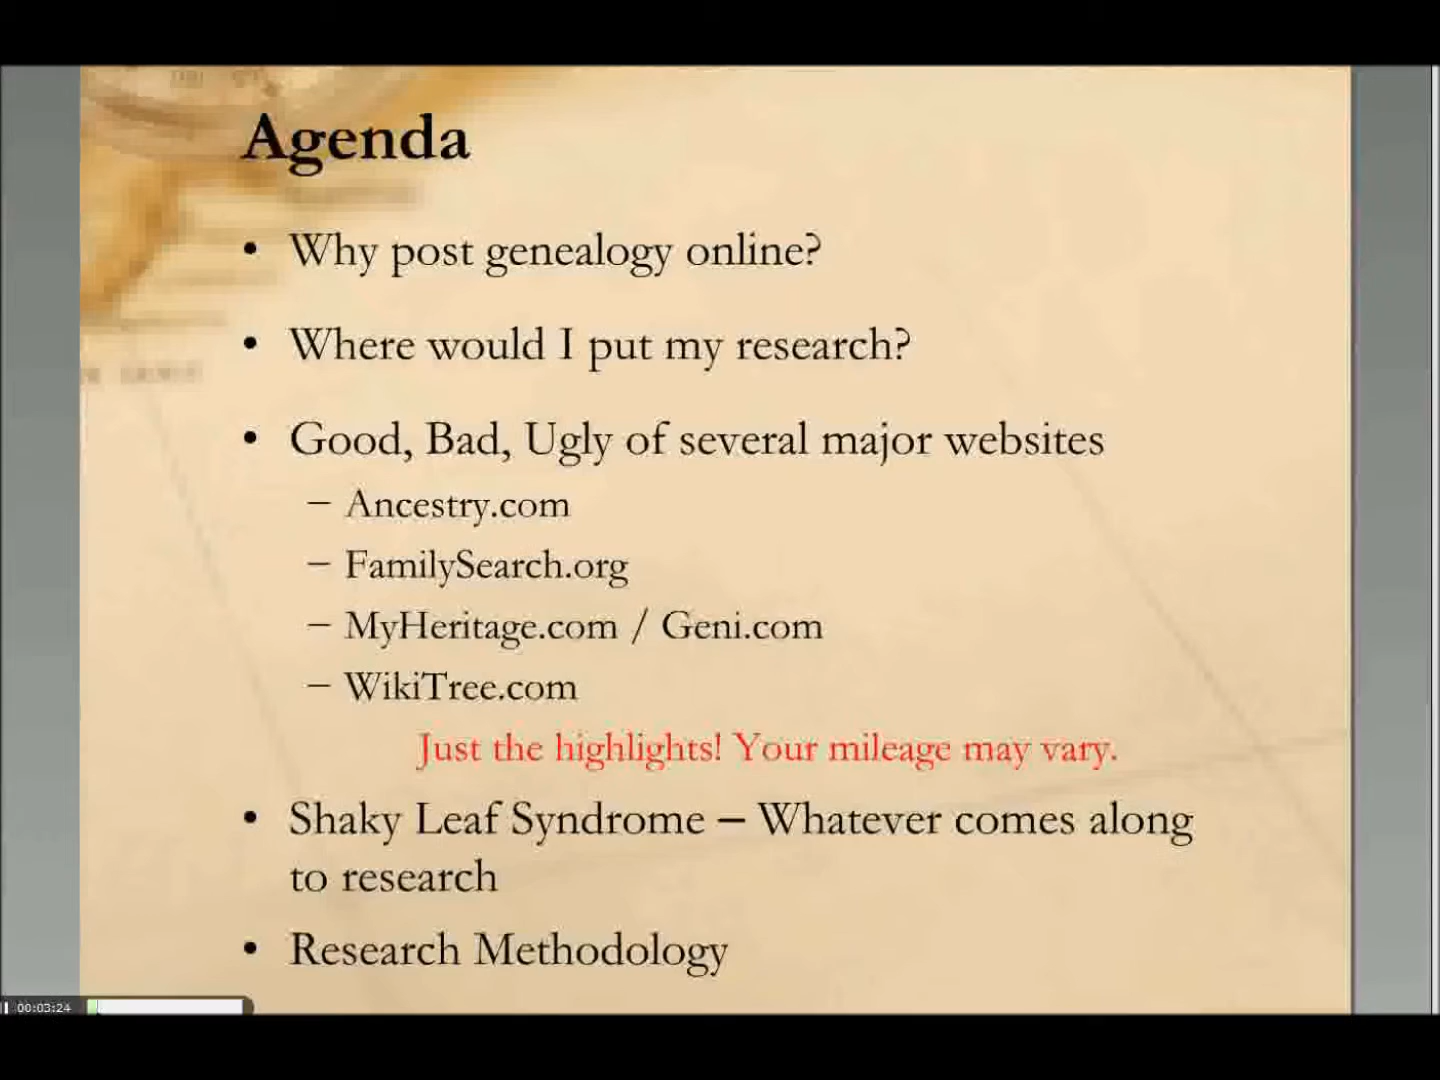 Agenda
• Why post genealogy online?
• Where would I put my research?
• Good, Bad, Ugly of several major websites
– Ancestry.com
– FamilySearch.org
– MyHeritage.com / Geni.com
– WikiTree.com
Just the highlights! Your mileage may vary.
• Shaky Leaf Syndrome – Whatever comes along
to research
• Research Methodology
00:03:24